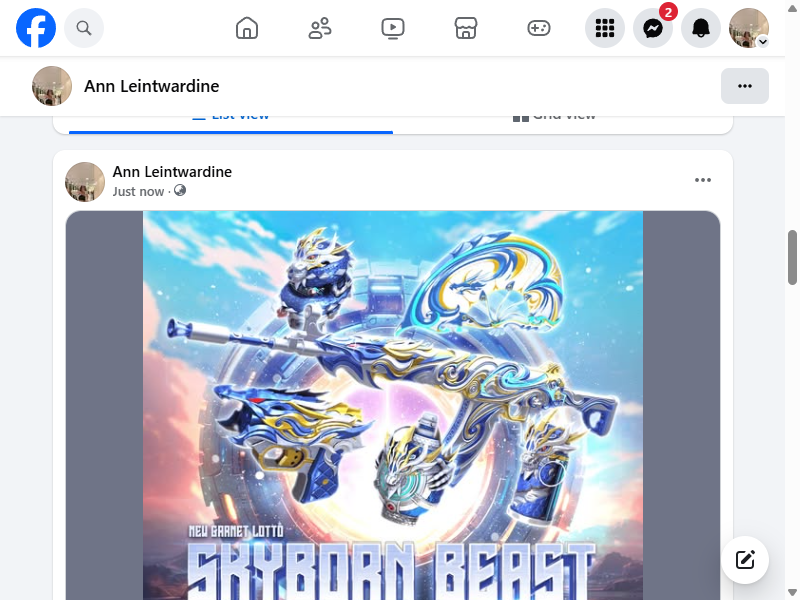 2
Ann Leintwardine
List view
Grid view
Ann Leintwardine
Just now ·
NEW GARNET LOTTO
SKYBORN BEAST